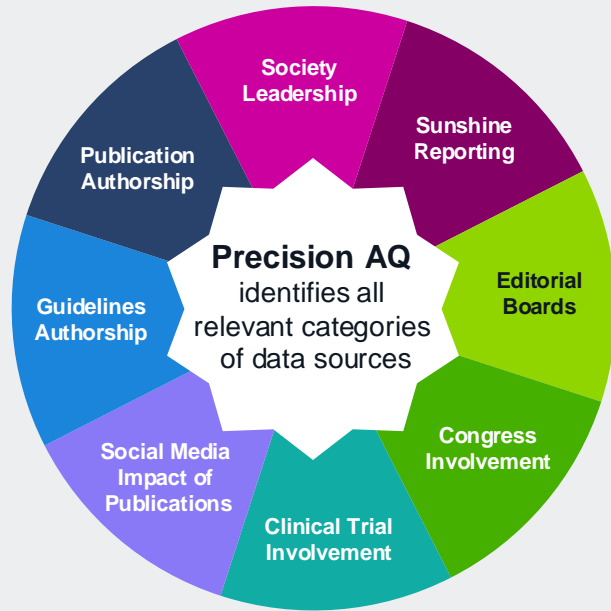 Society
Leadership
Sunshine
Reporting
Editorial
Boards
Congress
Involvement
Clinical Trial
Involvement
Social Media
Impact of
Publications
Guidelines
Authorship
Publication
Authorship
Precision AQ
identifies all
relevant categories
of data sources